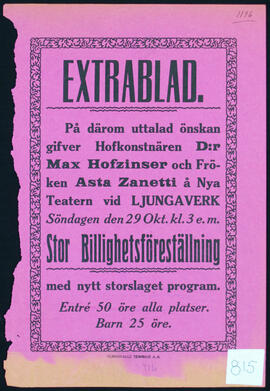 1116
EXTRABLAD.
På därom uttalad önskan
gifver Hofkonstnären D:r
Max Hofzinser och Frö-
ken Asta Zanetti å Nya
Teatern vid LJUNGAVERK
Söndagen den 29 Okt. kl. 3 e. m.
Stor Billighetsföreställning
med nytt storslaget program.
Entré 50 öre alla platser.
Barn 25 öre.
815